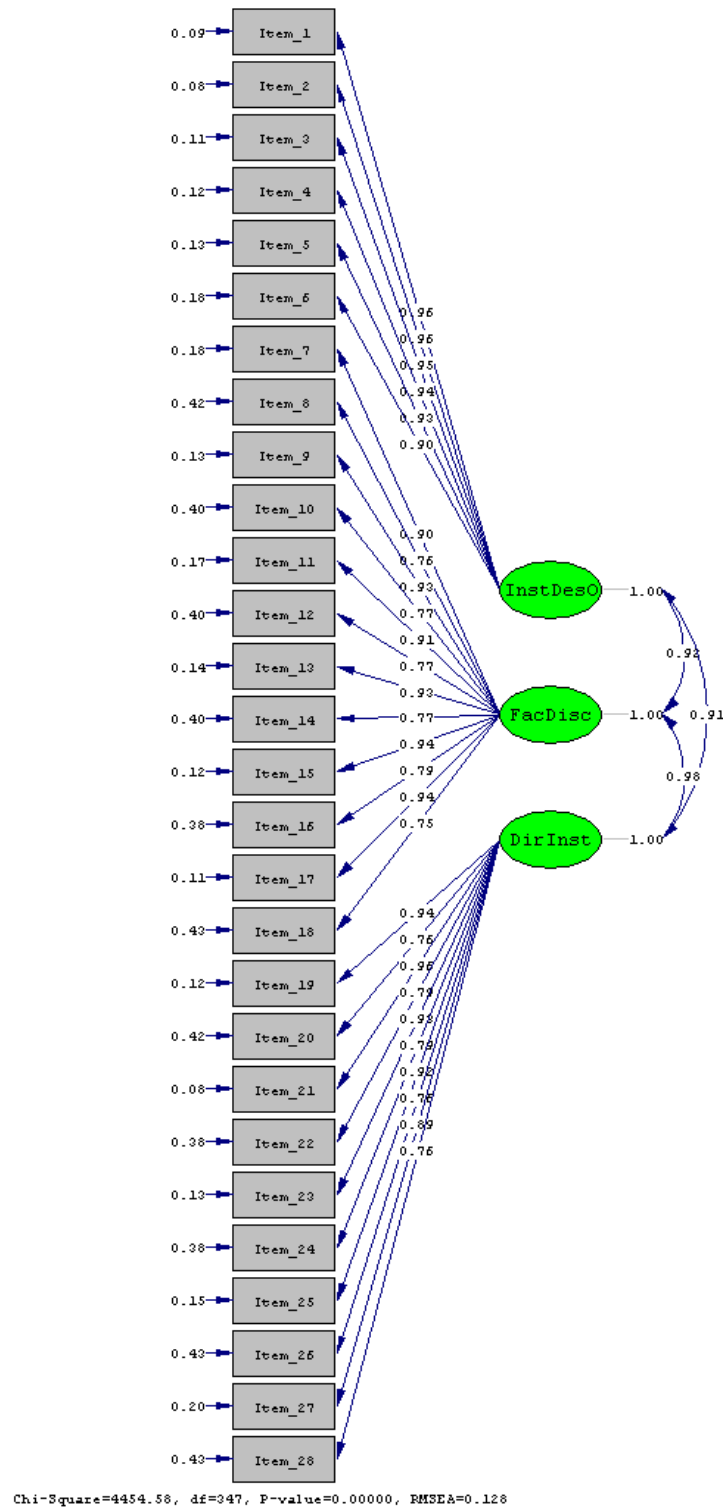 0.09 Item_1
0.08 Item_2
0.11 Item_3
0.12 Item_4
0.13 Item_5
0.18 Item_6
0.18 Item_7
0.42 Item_8
0.13 Item_9
0.40 Item_10
0.17 Item_11
0.40 Item_12
0.14 Item_13
0.40 Item_14
0.12 Item_15
0.38 Item_16
0.11 Item_17
0.43 Item_18
0.12 Item_19
0.42 Item_20
0.08 Item_21
0.38 Item_22
0.13 Item_23
0.38 Item_24
0.15 Item_25
0.43 Item_26
0.20 Item_27
0.43 Item_28
0.96
0.96
0.95
0.94
0.93
0.90
0.90
0.76
0.93
0.77
0.91
0.77
0.93
0.77
0.94
0.79
0.94
0.75
0.94
0.76
0.96
0.79
0.93
0.79
0.92
0.76
0.89
0.76
InstDesO 1.00
FacDisc 1.00
DirInst 1.00
0.92
0.91
0.98
Chi-Square=4454.58, df=347, P-value=0.00000, RMSEA=0.128